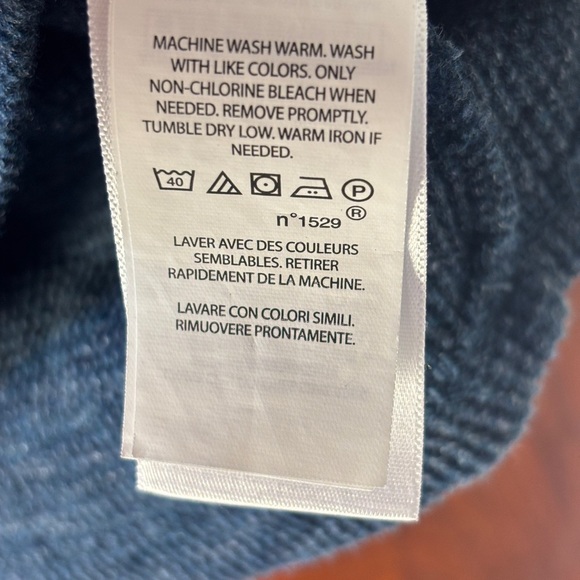 MACHINE WASH WARM. WASH
WITH LIKE COLORS. ONLY
NON-CHLORINE BLEACH WHEN
NEEDED. REMOVE PROMPTLY.
TUMBLE DRY LOW. WARM IRON IF
NEEDED.
40 P
n°1529 ®
LAVER AVEC DES COULEURS
SEMBLABLES. RETIRER
RAPIDEMENT DE LA MACHINE.
LAVARE CON COLORI SIMILI.
RIMUOVERE PRONTAMENTE.